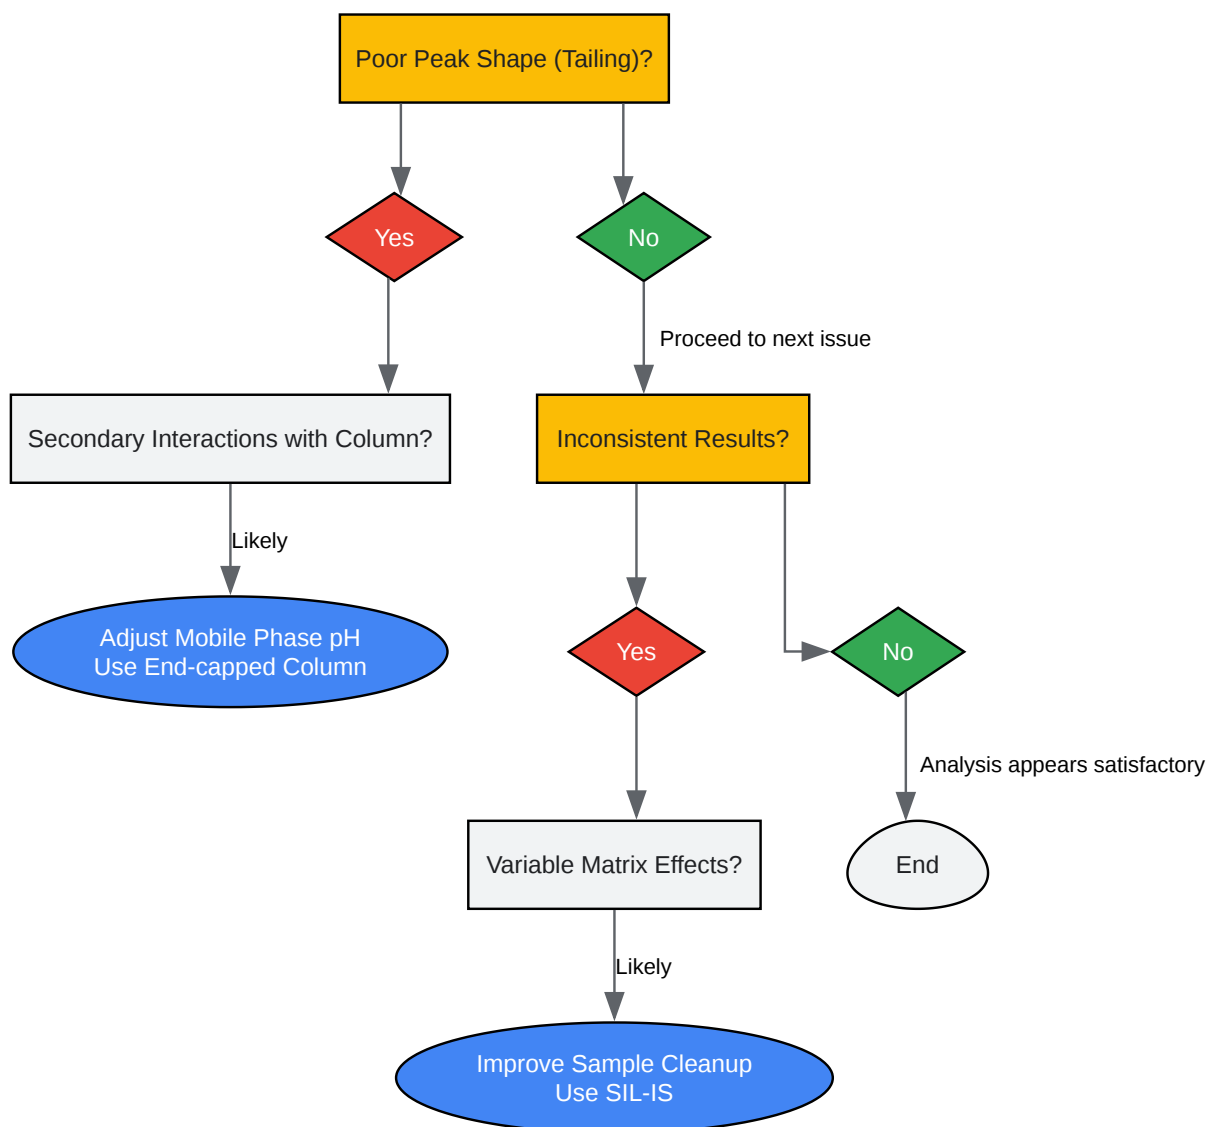 Poor Peak Shape (Tailing)?
Yes
No
Proceed to next issue
Secondary Interactions with Column?
Inconsistent Results?
Likely
Adjust Mobile Phase pH
Use End-capped Column
Yes
No
Analysis appears satisfactory
Variable Matrix Effects?
End
Likely
Improve Sample Cleanup
Use SIL-IS